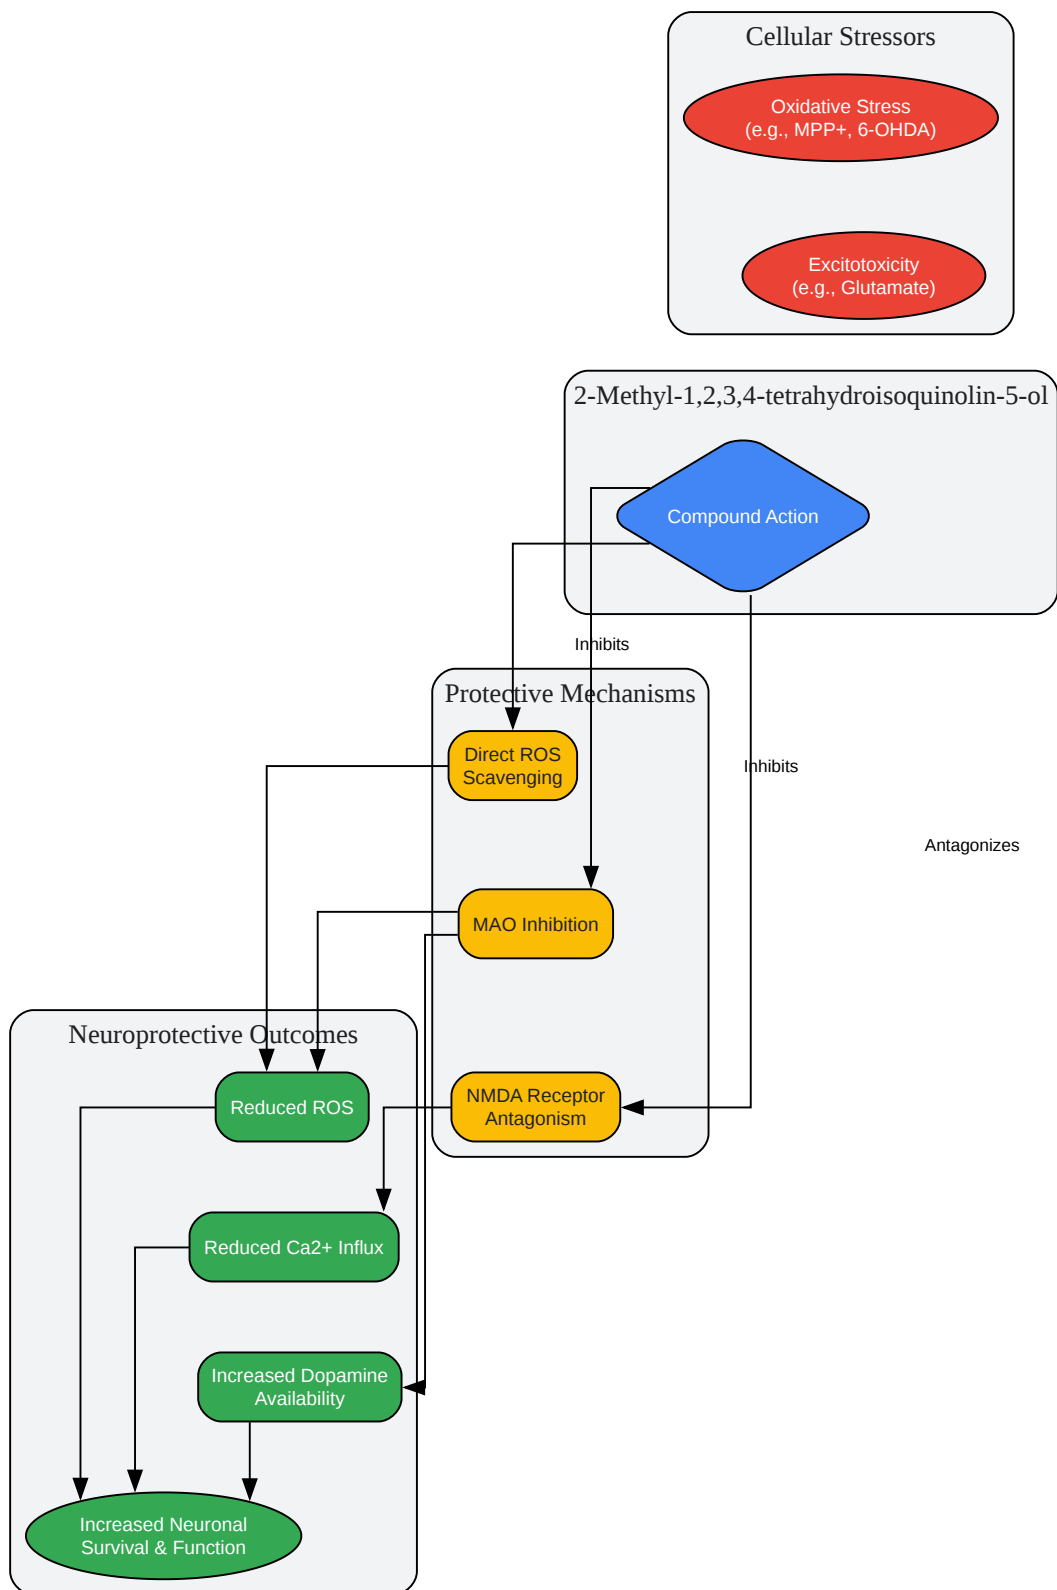 Cellular Stressors
Oxidative Stress
(e.g., MPP+, 6-OHDA)
Excitotoxicity
(e.g., Glutamate)
2-Methyl-1,2,3,4-tetrahydroisoquinolin-5-ol
Compound Action
Inhibits
Protective Mechanisms
Direct ROS
Scavenging
Inhibits
Antagonizes
MAO Inhibition
Neuroprotective Outcomes
Reduced ROS
NMDA Receptor
Antagonism
Reduced Ca2+ Influx
Increased Dopamine
Availability
Increased Neuronal
Survival & Function